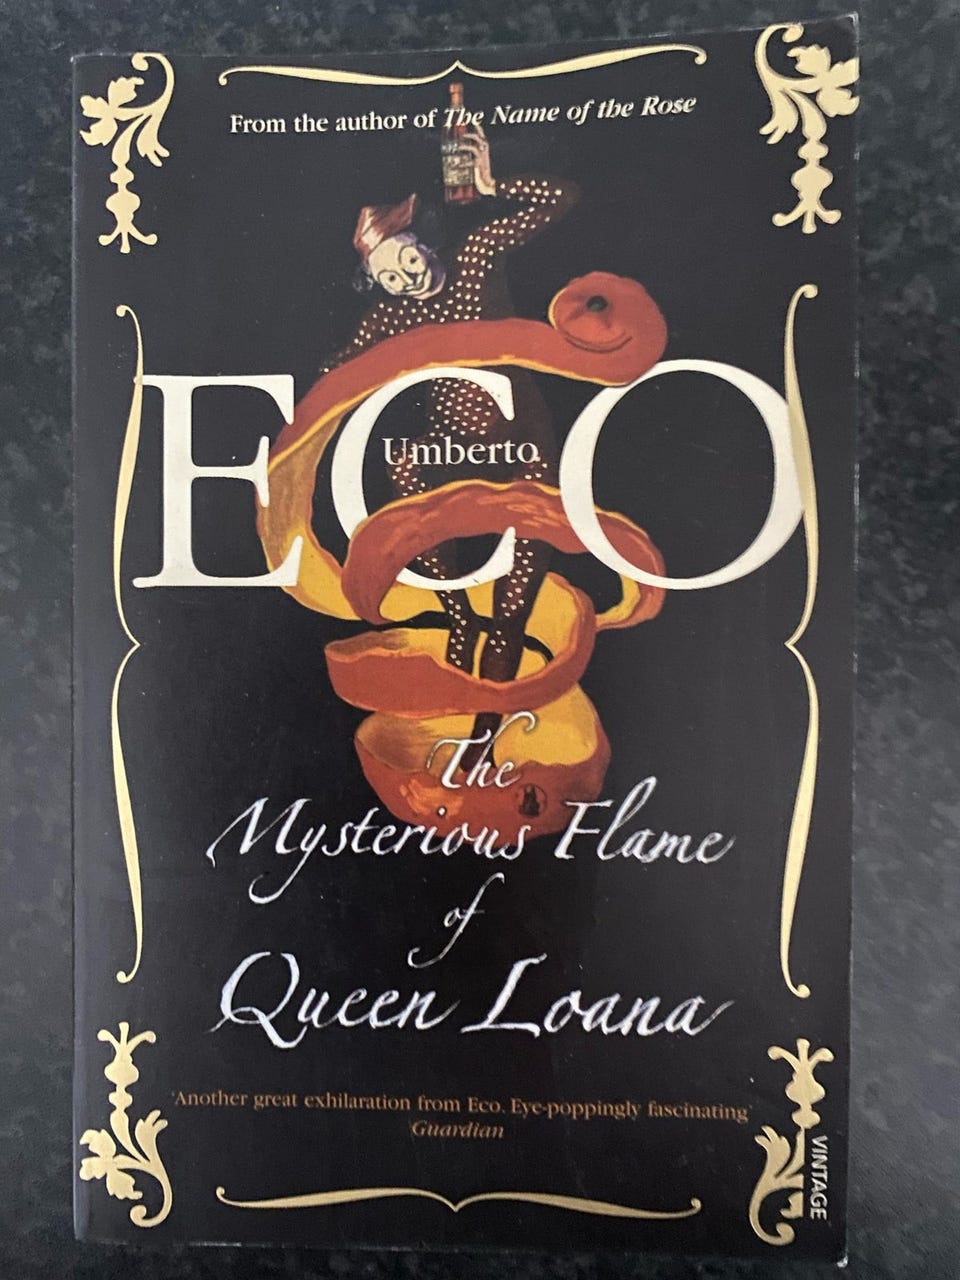 From the author of The Name of the Rose
ECO
Umberto
The
Mysterious Flame
of
Queen Loana
'Another great exhilaration from Eco. Eye-poppingly fascinating'
Guardian
VINTAGE